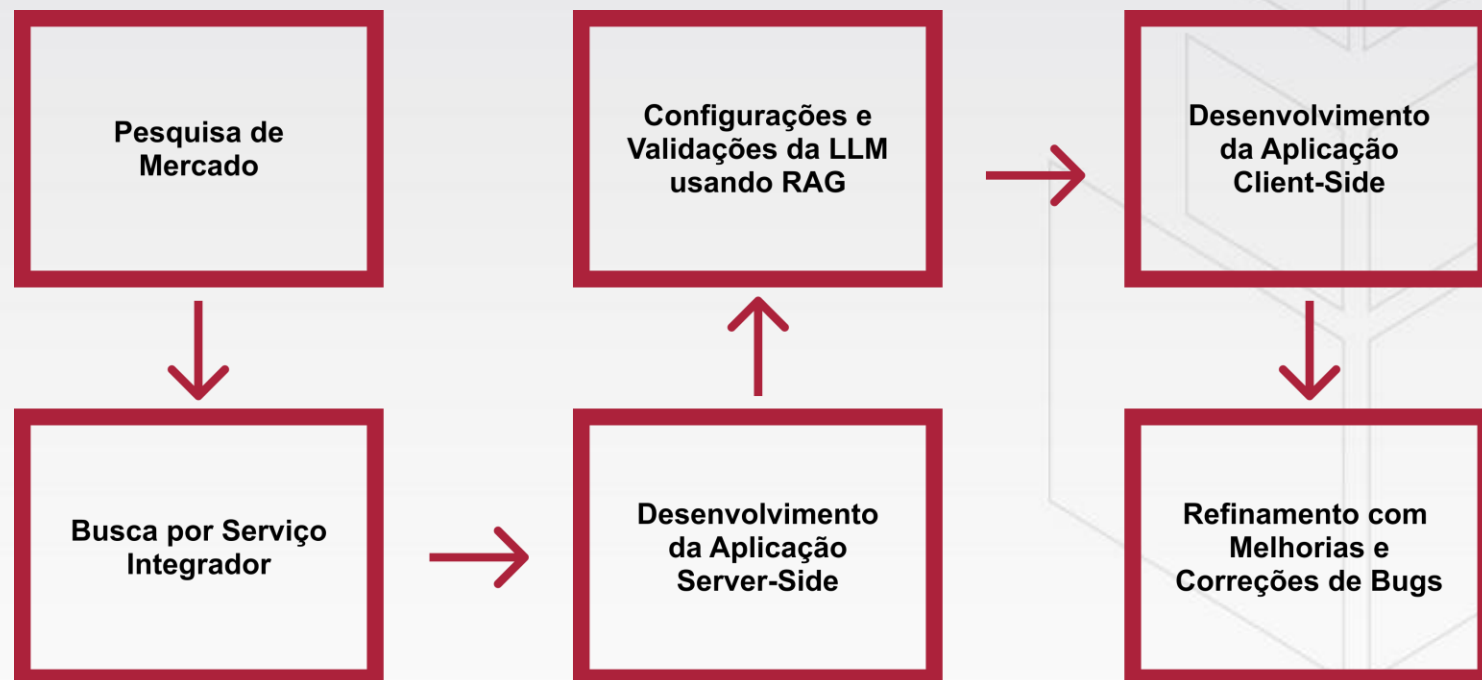 Pesquisa de
Mercado
Busca por Serviço
Integrador
Desenvolvimento
da Aplicação
Server-Side
Configurações e
Validações da LLM
usando RAG
Desenvolvimento
da Aplicação
Client-Side
Refinamento com
Melhorias e
Correções de Bugs